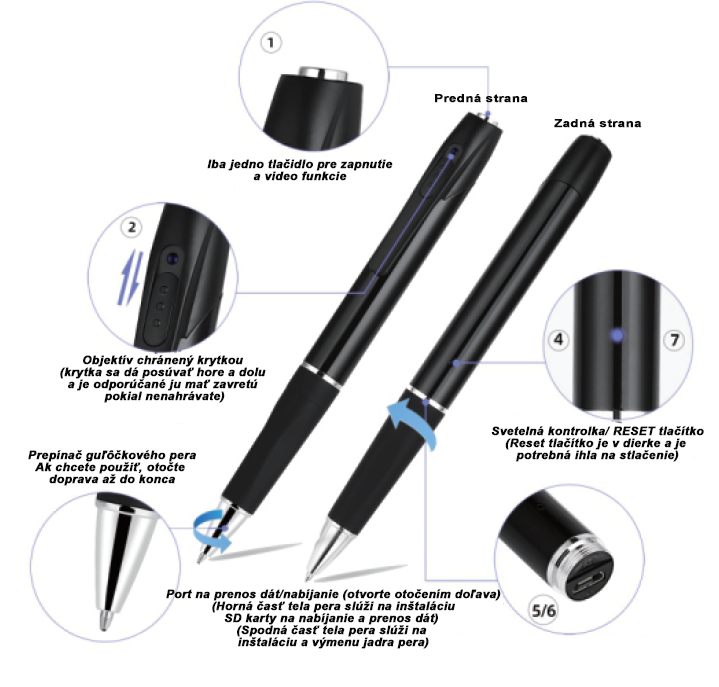 1
Predná strana
Zadná strana
Iba jedno tlačidlo pre zapnutie
a video funkcie
2
Objektív chránený krytkou
(krytka sa dá posúvať hore a dolu
a je odporúčané ju mať zavretú
pokial nenahrávate)
4
7
Svetelná kontrolka/ RESET tlačítko
(Reset tlačítko je v dierke a je
potrebná ihla na stlačenie)
Prepínač guľôčkového pera
Ak chcete použiť, otočte
doprava až do konca
5/6
Port na prenos dát/nabíjanie (otvorte otočením doľava)
(Horná časť tela pera slúži na inštaláciu
SD karty na nabíjanie a prenos dát)
(Spodná časť tela pera slúži na
inštaláciu a výmenu jadra pera)